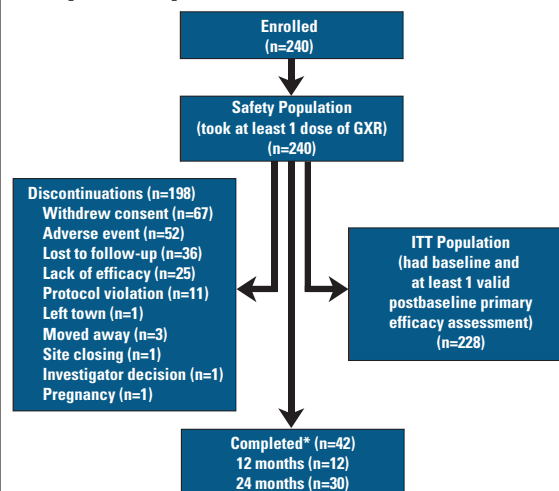 Enrolled
(n=240)
Safety Population
(took at least 1 dose of GXR)
(n=240)
Discontinuations (n=198)
Withdrew consent (n=67)
Adverse event (n=52)
Lost to follow-up (n=36)
Lack of efficacy (n=25)
Protocol violation (n=11)
Left town (n=1)
Moved away (n=3)
Site closing (n=1)
Investigator decision (n=1)
Pregnancy (n=1)
ITT Population
(had baseline and
at least 1 valid
postbaseline primary
efficacy assessment)
(n=228)
Completed* (n=42)
12 months (n=12)
24 months (n=30)